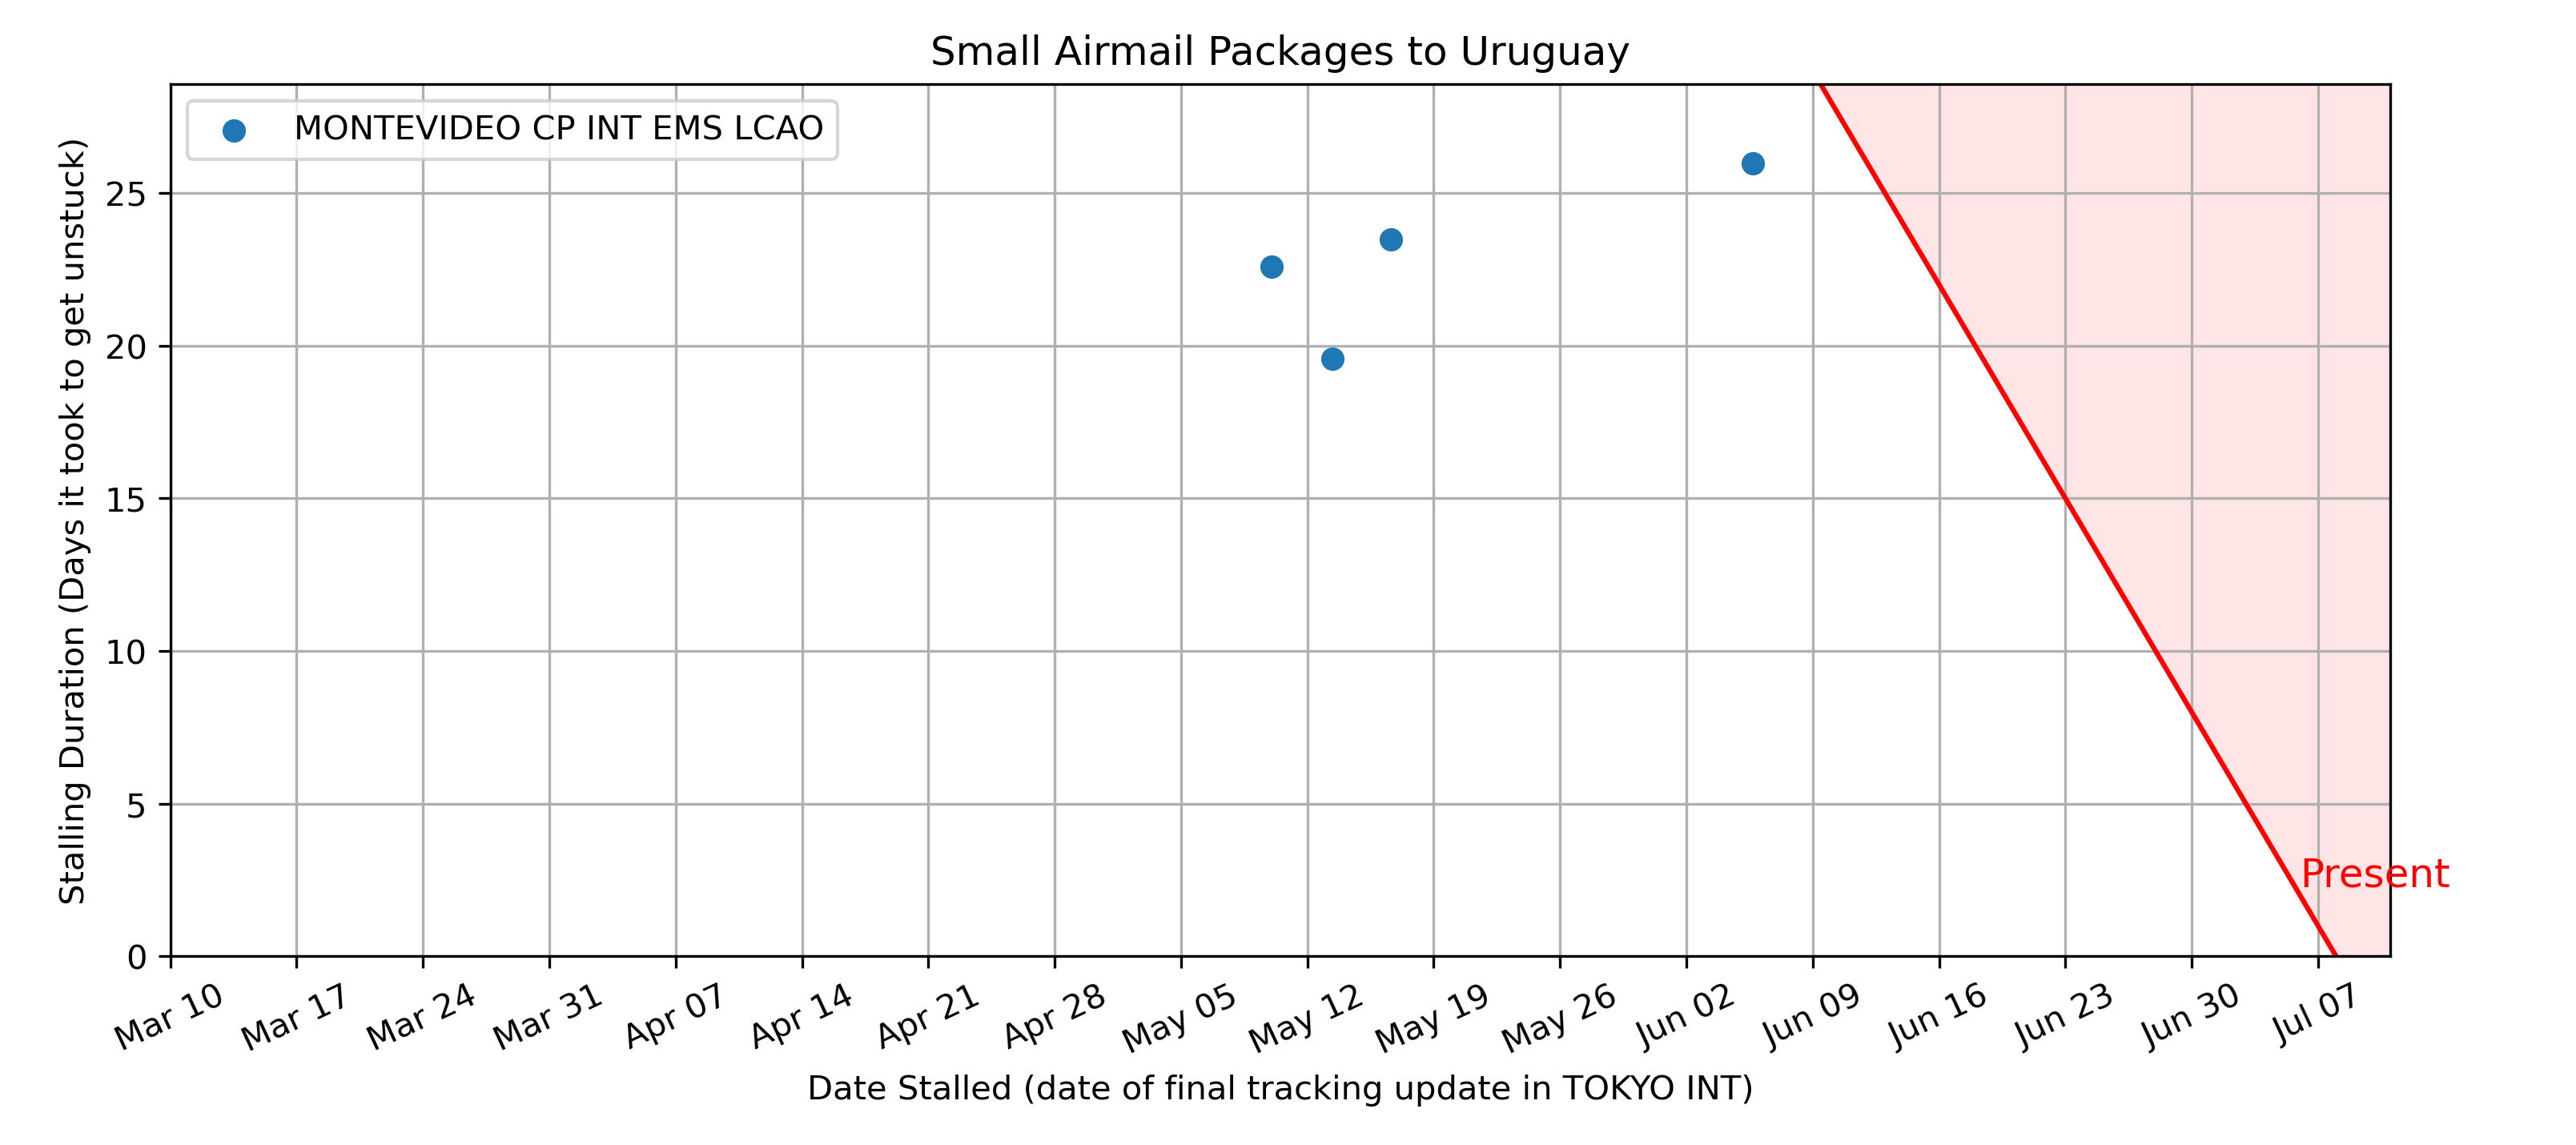 Small Airmail Packages to Uruguay
MONTEVIDEO CP INT EMS LCAO
Stalling Duration (Days it took to get unstuck)
25
20
15
10
5
0
Present
Mar 10 Mar 17 Mar 24 Mar 31 Apr 07 Apr 14 Apr 21 Apr 28 May 05 May 12 May 19 May 26 Jun 02 Jun 09 Jun 16 Jun 23 Jun 30 Jul 07
Date Stalled (date of final tracking update in TOKYO INT)